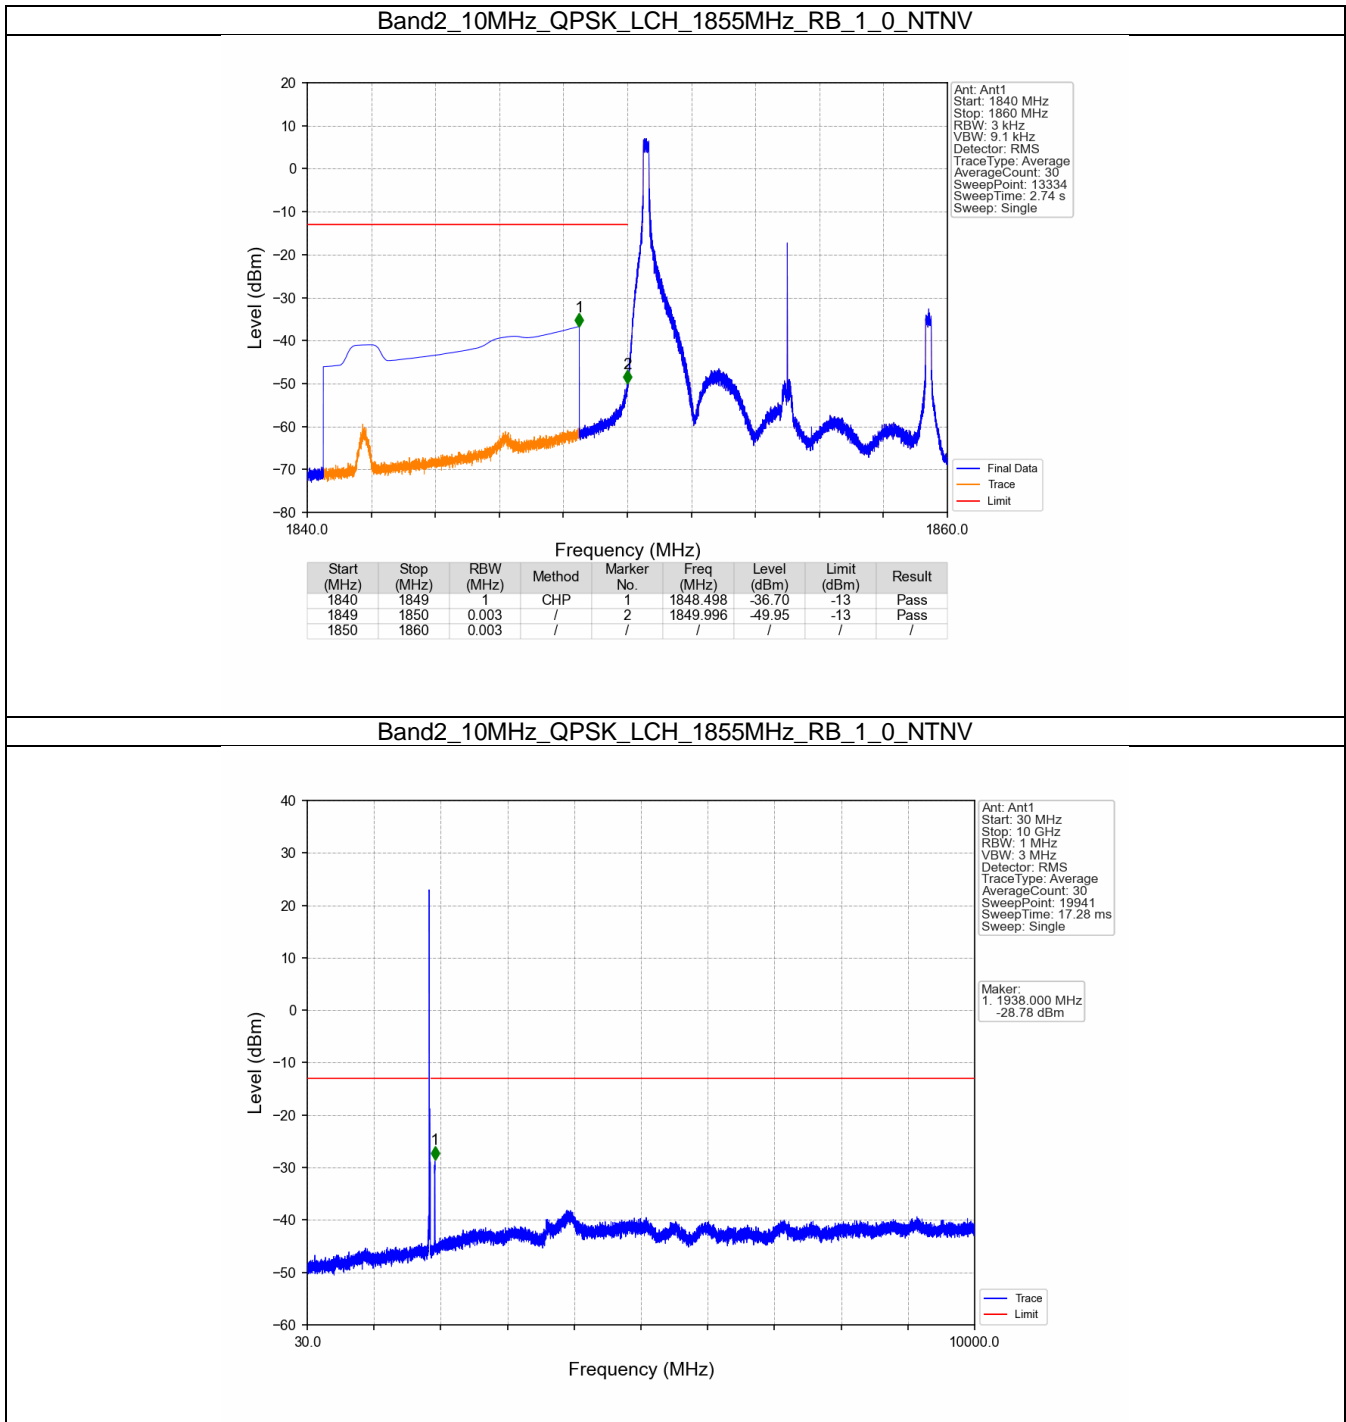 Band2_10MHz_QPSK_LCH_1855MHz_RB_1_0_NTNV
20
10
0
−10
−20
−30
−40
−50
−60
−70
−80
Level (dBm)
1
2
1840.0
1860.0
Frequency (MHz)
Ant: Ant1
Start: 1840 MHz
Stop: 1860 MHz
RBW: 3 kHz
VBW: 9.1 kHz
Detector: RMS
TraceType: Average
AverageCount: 30
SweepPoint: 13334
SweepTime: 2.74 s
Sweep: Single
Final Data
Trace
Limit
Start (MHz) Stop (MHz) RBW (MHz) Method Marker No. Freq (MHz) Level (dBm) Limit (dBm) Result
1840 1849 1 CHP 1 1848.498 -36.70 -13 Pass
1849 1850 0.003 / 2 1849.996 -49.95 -13 Pass
1850 1860 0.003 / / / / / /
Band2_10MHz_QPSK_LCH_1855MHz_RB_1_0_NTNV
40
30
20
10
0
−10
−20
−30
−40
−50
−60
Level (dBm)
1
30.0
10000.0
Frequency (MHz)
Ant: Ant1
Start: 30 MHz
Stop: 10 GHz
RBW: 1 MHz
VBW: 3 MHz
Detector: RMS
TraceType: Average
AverageCount: 30
SweepPoint: 19941
SweepTime: 17.28 ms
Sweep: Single
Maker:
1. 1938.000 MHz
-28.78 dBm
Trace
Limit